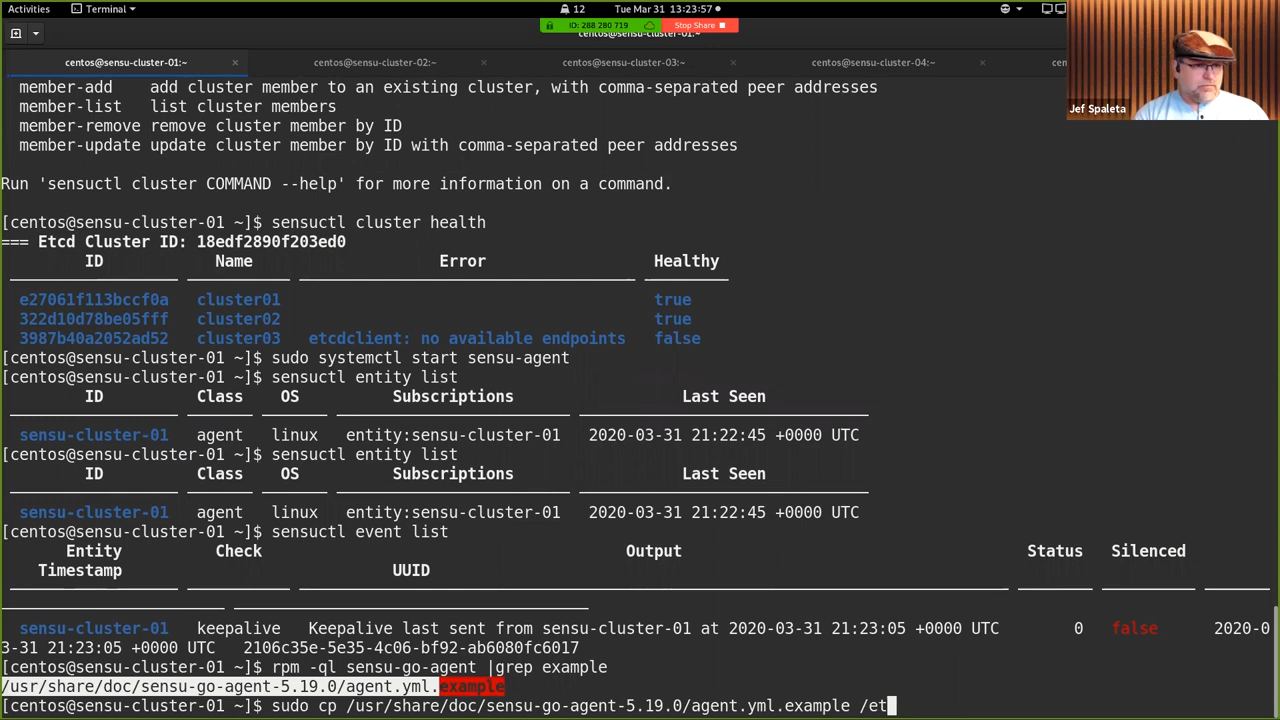 Activities Terminal 12 Tue Mar 31 13:23:57
ID: 288 280 719 Stop Share
centos@sensu-cluster-01:~
centos@sensu-cluster-01:~ centos@sensu-cluster-02:~ centos@sensu-cluster-03:~ centos@sensu-cluster-04:~
Jef Spaleta
member-add add cluster member to an existing cluster, with comma-separated peer addresses
member-list list cluster members
member-remove remove cluster member by ID
member-update update cluster member by ID with comma-separated peer addresses
Run 'sensuctl cluster COMMAND --help' for more information on a command.
[centos@sensu-cluster-01 ~]$ sensuctl cluster health
=== Etcd Cluster ID: 18edf2890f203ed0
ID Name Error Healthy
e27061f113bccf0a cluster01 true
322d10d78be05fff cluster02 true
3987b40a2052ad52 cluster03 etcdclient: no available endpoints false
[centos@sensu-cluster-01 ~]$ sudo systemctl start sensu-agent
[centos@sensu-cluster-01 ~]$ sensuctl entity list
ID Class OS Subscriptions Last Seen
sensu-cluster-01 agent linux entity:sensu-cluster-01 2020-03-31 21:22:45 +0000 UTC
[centos@sensu-cluster-01 ~]$ sensuctl entity list
ID Class OS Subscriptions Last Seen
sensu-cluster-01 agent linux entity:sensu-cluster-01 2020-03-31 21:22:45 +0000 UTC
[centos@sensu-cluster-01 ~]$ sensuctl event list
Entity Check Output Status Silenced
Timestamp UUID
sensu-cluster-01 keepalive Keepalive last sent from sensu-cluster-01 at 2020-03-31 21:23:05 +0000 UTC 0 false 2020-0
3-31 21:23:05 +0000 UTC 2106c35e-5e35-4c06-bf92-ab6080fc6017
[centos@sensu-cluster-01 ~]$ rpm -ql sensu-go-agent |grep example
/usr/share/doc/sensu-go-agent-5.19.0/agent.yml.example
[centos@sensu-cluster-01 ~]$ sudo cp /usr/share/doc/sensu-go-agent-5.19.0/agent.yml.example /et